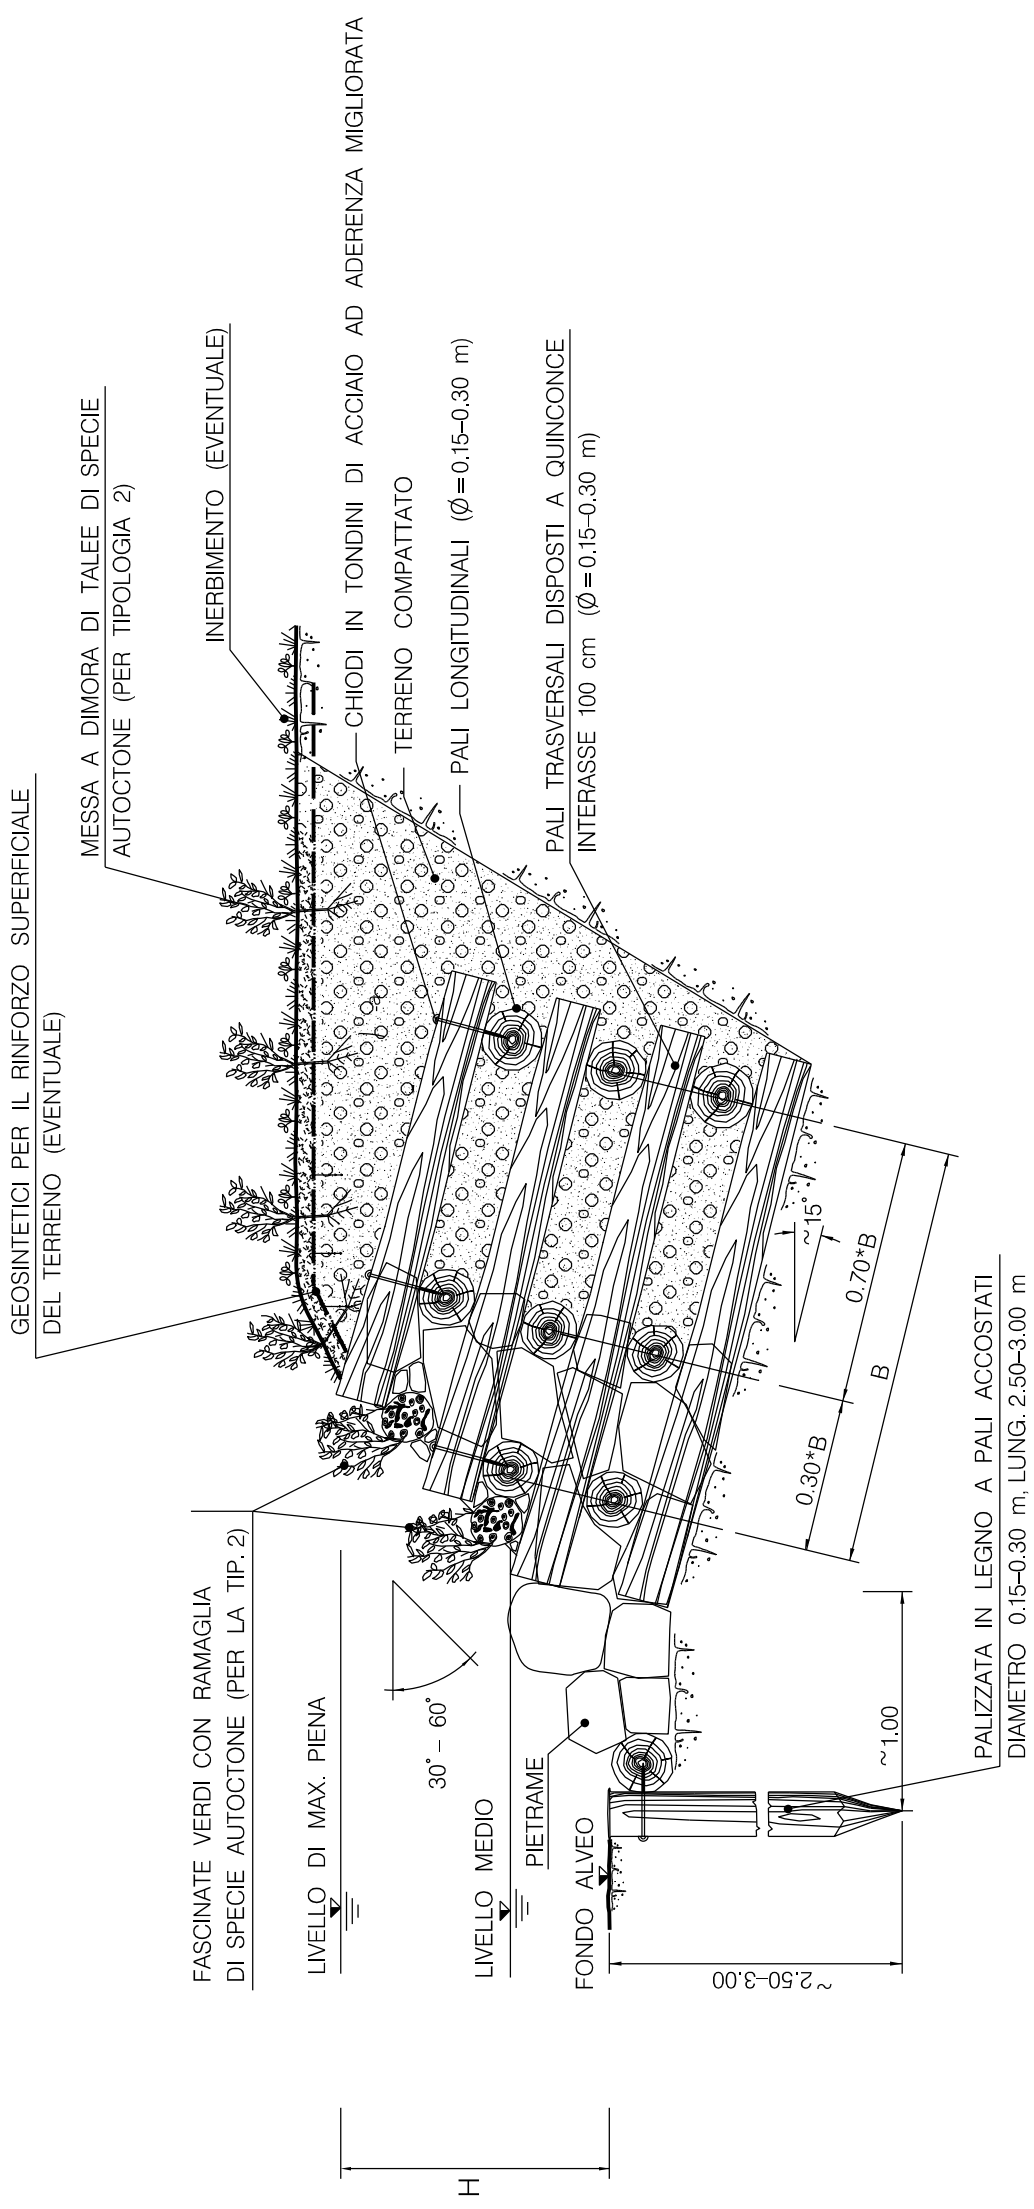 GEOSINTETICI PER IL RINFORZO SUPERFICIALE
DEL TERRENO (EVENTUALE)
MESSA A DIMORA DI TALEE DI SPECIE
AUTOCTONE (PER TIPOLOGIA 2)
INERBIMENTO (EVENTUALE)
CHIODI IN TONDINI DI ACCIAIO AD ADERENZA MIGLIORATA
TERRENO COMPATTATO
PALI LONGITUDINALI (Ø=0.15–0.30 m)
PALI TRASVERSALI DISPOSTI A QUINCONCE
INTERASSE 100 cm (Ø=0.15–0.30 m)
FASCINATE VERDI CON RAMAGLIA
DI SPECIE AUTOCTONE (PER LA TIP. 2)
LIVELLO DI MAX. PIENA
30° – 60°
LIVELLO MEDIO
PIETRAME
FONDO ALVEO
H
~2.50–3.00
~1.00
0.30*B
0.70*B
B
~15°
PALIZZATA IN LEGNO A PALI ACCOSTATI
DIAMETRO 0.15–0.30 m, LUNG. 2.50–3.00 m